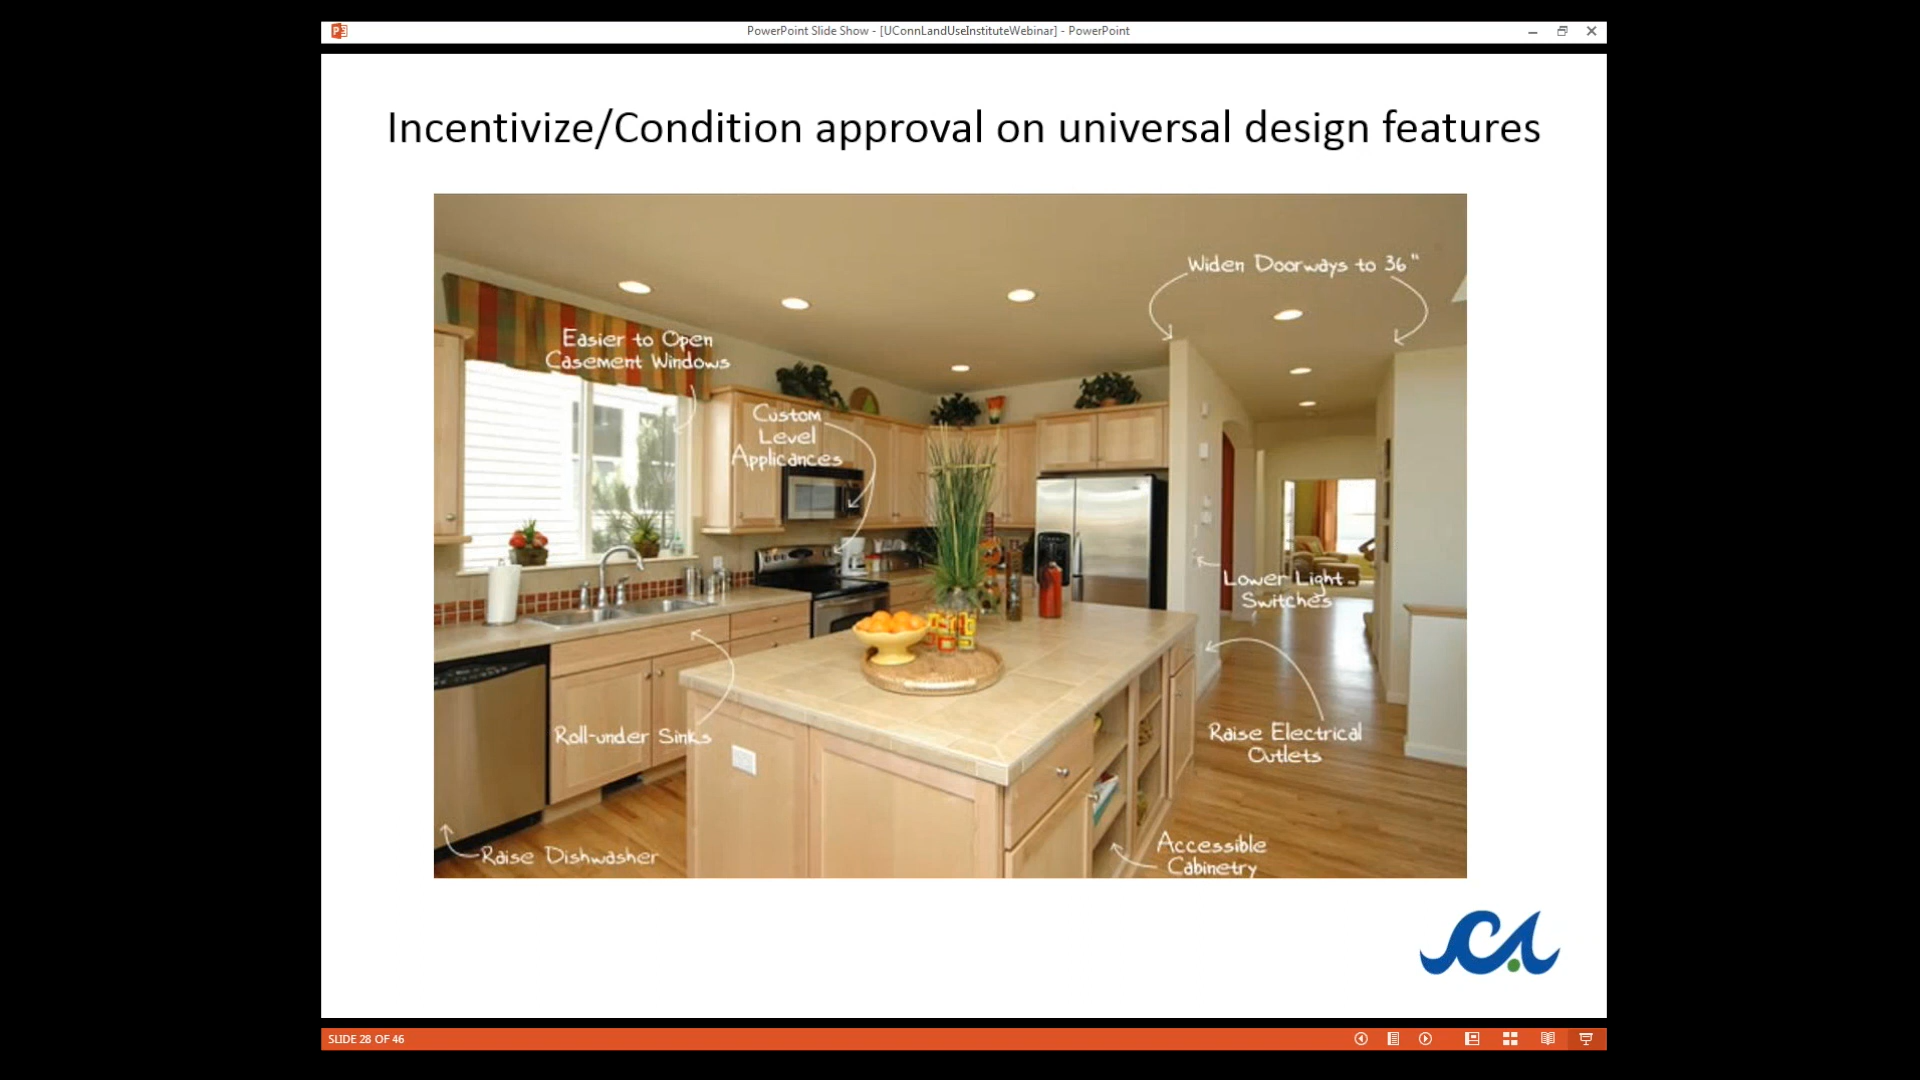 PowerPoint Slide Show - [UConnLandUseInstituteWebinar] - PowerPoint
Incentivize/Condition approval on universal design features
Widen Doorways to 36"
Easier to Open
Casement Windows
Custom
Level
Applicances
Lower Light
Switches
Roll-under Sinks
Raise Electrical
Outlets
Raise Dishwasher
Accessible
Cabinetry
SLIDE 28 OF 46